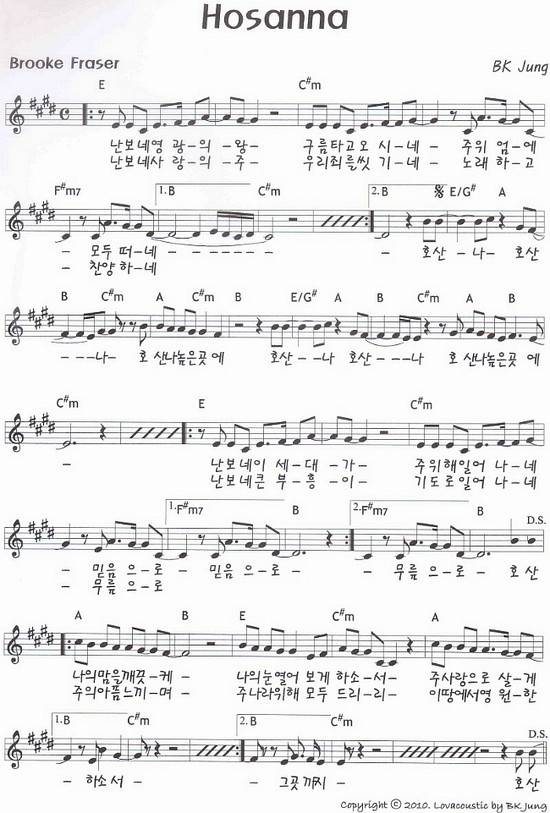 Hosanna
Brooke Fraser
BK Jung
E C#m
난보네영 광-의-왕- 구름타고오 시-네- 주위 엄-에
난보네사 랑-의-주- 우리죄를씻 기-네- 노래 하-고
F#m7 1.B C#m 2.B E/G# A
- 모두 떠-네- - - - - - - 호산-나- 호산
- 찬양하-네
B C#m A C#m B E/G# A B C#m A B
- - -나- 호 산나높은곳 에 호산- -나 호산- - -나 호 산나높은곳 에
C#m E C#m
- 난보네이 세-대-가- 주위해일어 나-네
난보네큰 부-흥-이- 기도로일어 나-네
1.F#m7 2.F#m7 D.S.
- 믿음 으-로- 믿음 으-로- - 무릎 으-로- 호산
- 무릎 으-로
A B E C#m A
나의맘을깨끗-케- 나의눈열어 보게 하소-서- 주사랑으로 살-게
주의아픔느끼-며- 주나라위해 모두 드리리- 이땅에서영 원-한
1.B C#m 2.B C#m D.S.
- 하소서 - - 그곳 까지 - 호산
Copyright © 2010. Lovacoustic by BK Jung